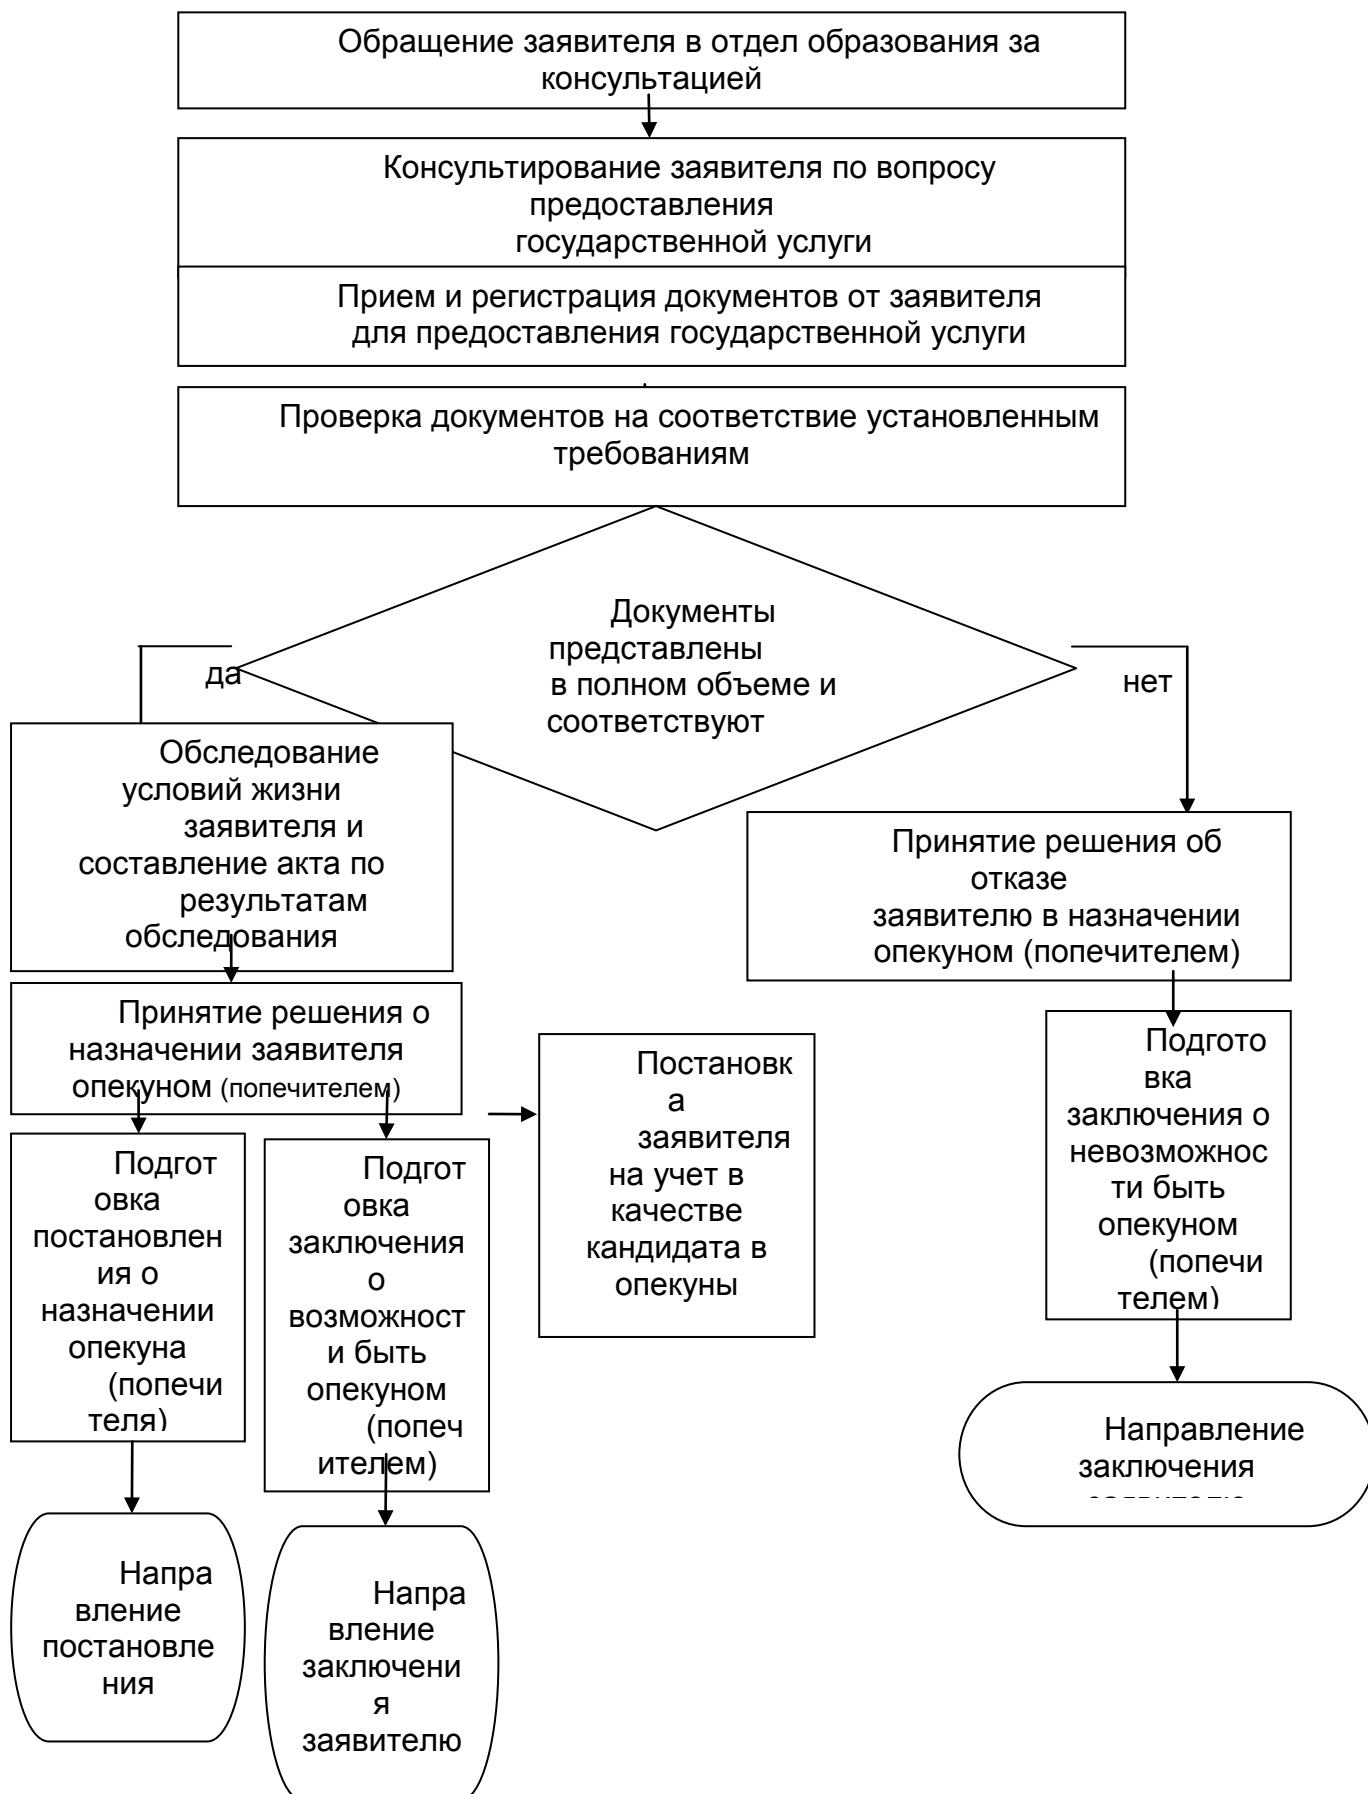 Обращение заявителя в отдел образования за
консультацией
Консультирование заявителя по вопросу
предоставления
государственной услуги
Прием и регистрация документов от заявителя
для предоставления государственной услуги
Проверка документов на соответствие установленным
требованиям
Документы
представлены
в полном объеме и
соответствуют
да
нет
Обследование
условий жизни
заявителя и
составление акта по
результатам
обследования
Принятие решения об
отказе
заявителю в назначении
опекуном (попечителем)
Принятие решения о
назначении заявителя
опекуном (попечителем)
Постановк
а
заявителя
на учет в
качестве
кандидата в
опекуны
Подгото
вка
заключения о
невозможнос
ти быть
опекуном
(попечи
телем)
Подгот
овка
постановлен
ия о
назначении
опекуна
(попечи
теля)
Подгот
овка
заключения
о
возможност
и быть
опекуном
(попеч
ителем)
Направление
заключения
Напра
вление
постановле
ния
Напра
вление
заключени
я
заявителю